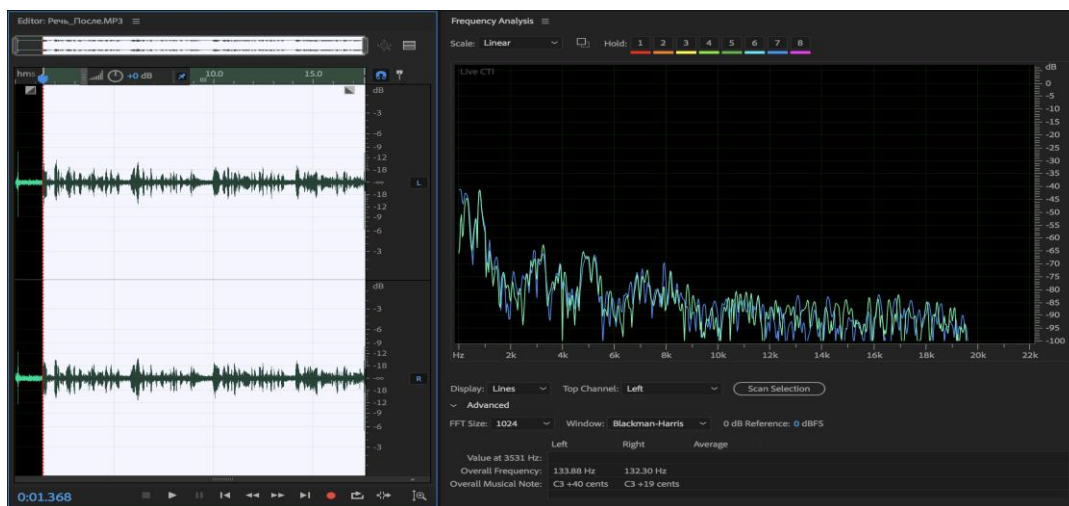 Editor: Речь_После.MP3
hms
+0 dB
10.0
15.0
dB
-3
-6
-9
-12
-18
-∞
-18
-12
-9
-6
-3
L
dB
-3
-6
-9
-12
-18
-∞
-18
-12
-9
-6
-3
R
0:01.368
Frequency Analysis
Scale: Linear
Hold: 1 2 3 4 5 6 7 8
Live CTI
dB
0
-5
-10
-15
-20
-25
-30
-35
-40
-45
-50
-55
-60
-65
-70
-75
-80
-85
-90
-95
-100
Hz 2k 4k 6k 8k 10k 12k 14k 16k 18k 20k 22k
Display: Lines Top Channel: Left Scan Selection
Advanced
FFT Size: 1024 Window: Blackman-Harris 0 dB Reference: 0 dBFS
Left Right Average
Value at 3531 Hz:
Overall Frequency: 133.88 Hz 132.30 Hz
Overall Musical Note: C3 +40 cents C3 +19 cents